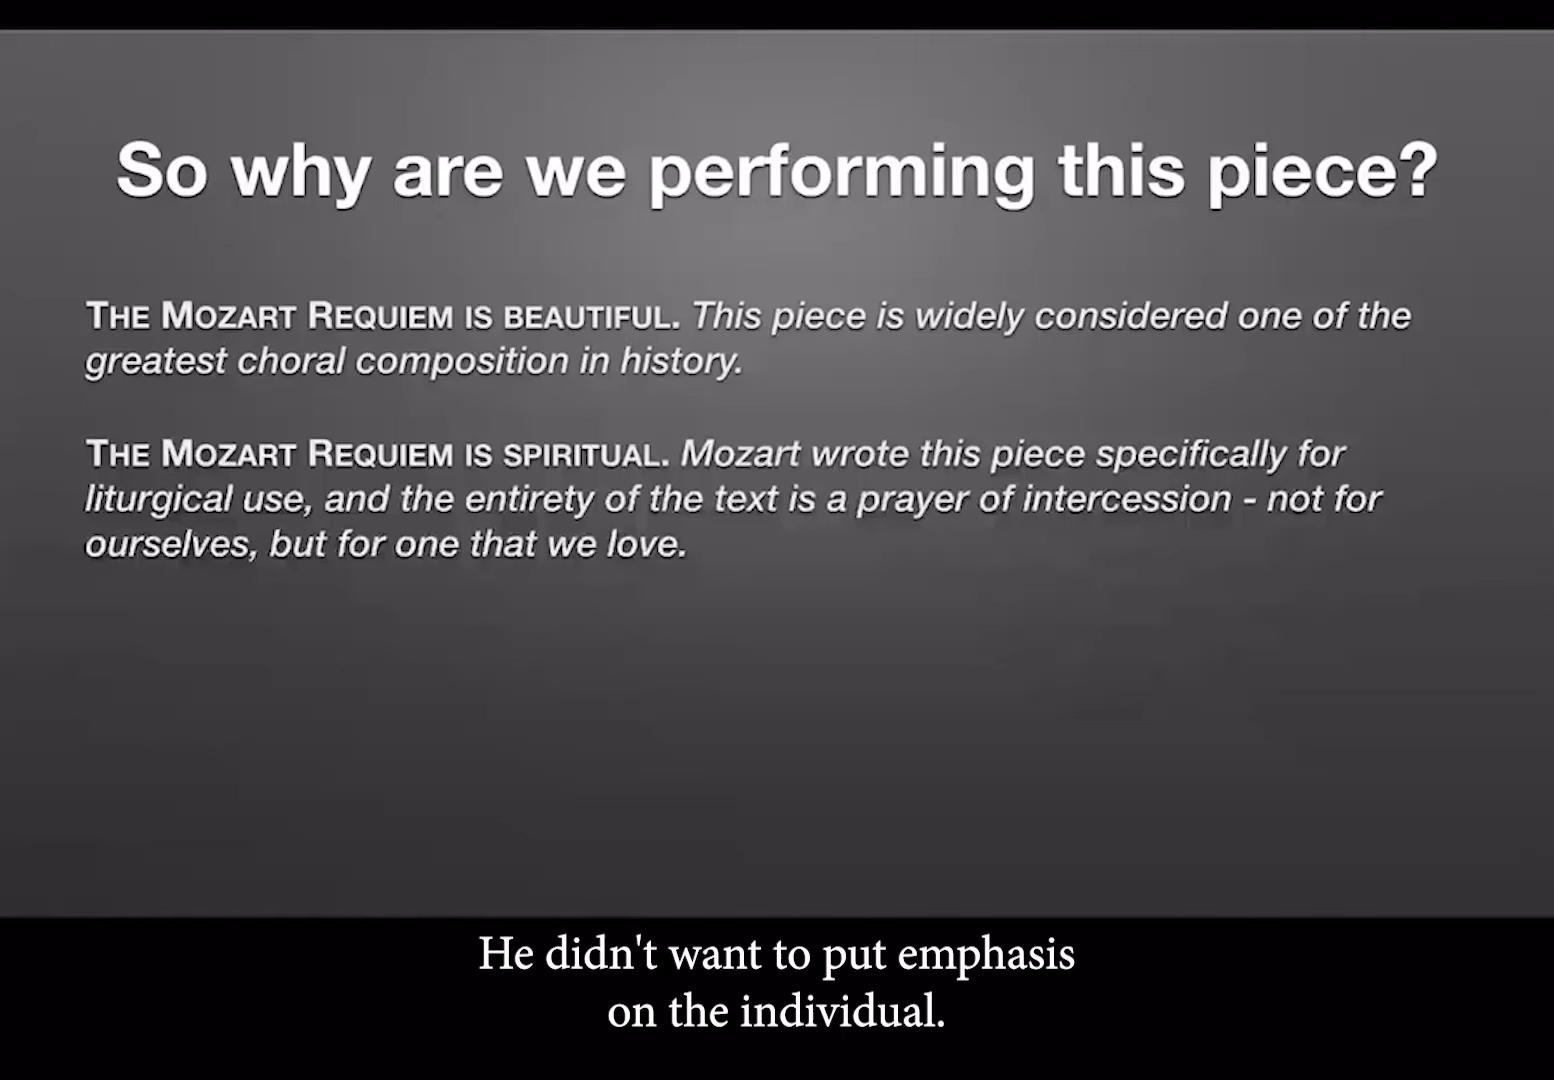 So why are we performing this piece?
THE MOZART REQUIEM IS BEAUTIFUL. This piece is widely considered one of the
greatest choral composition in history.
THE MOZART REQUIEM IS SPIRITUAL. Mozart wrote this piece specifically for
liturgical use, and the entirety of the text is a prayer of intercession - not for
ourselves, but for one that we love.
He didn't want to put emphasis
on the individual.